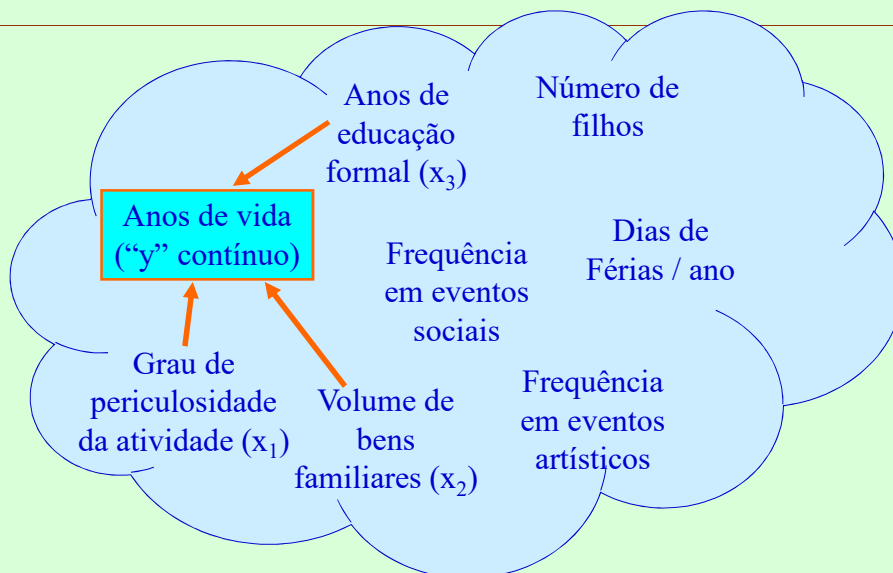 Anos de
educação
formal (x₃)
Número de
filhos
Anos de vida
(“y” contínuo)
Frequência
em eventos
sociais
Dias de
Férias / ano
Grau de
periculosidade
da atividade (x₁)
Volume de
bens
familiares (x₂)
Frequência
em eventos
artísticos